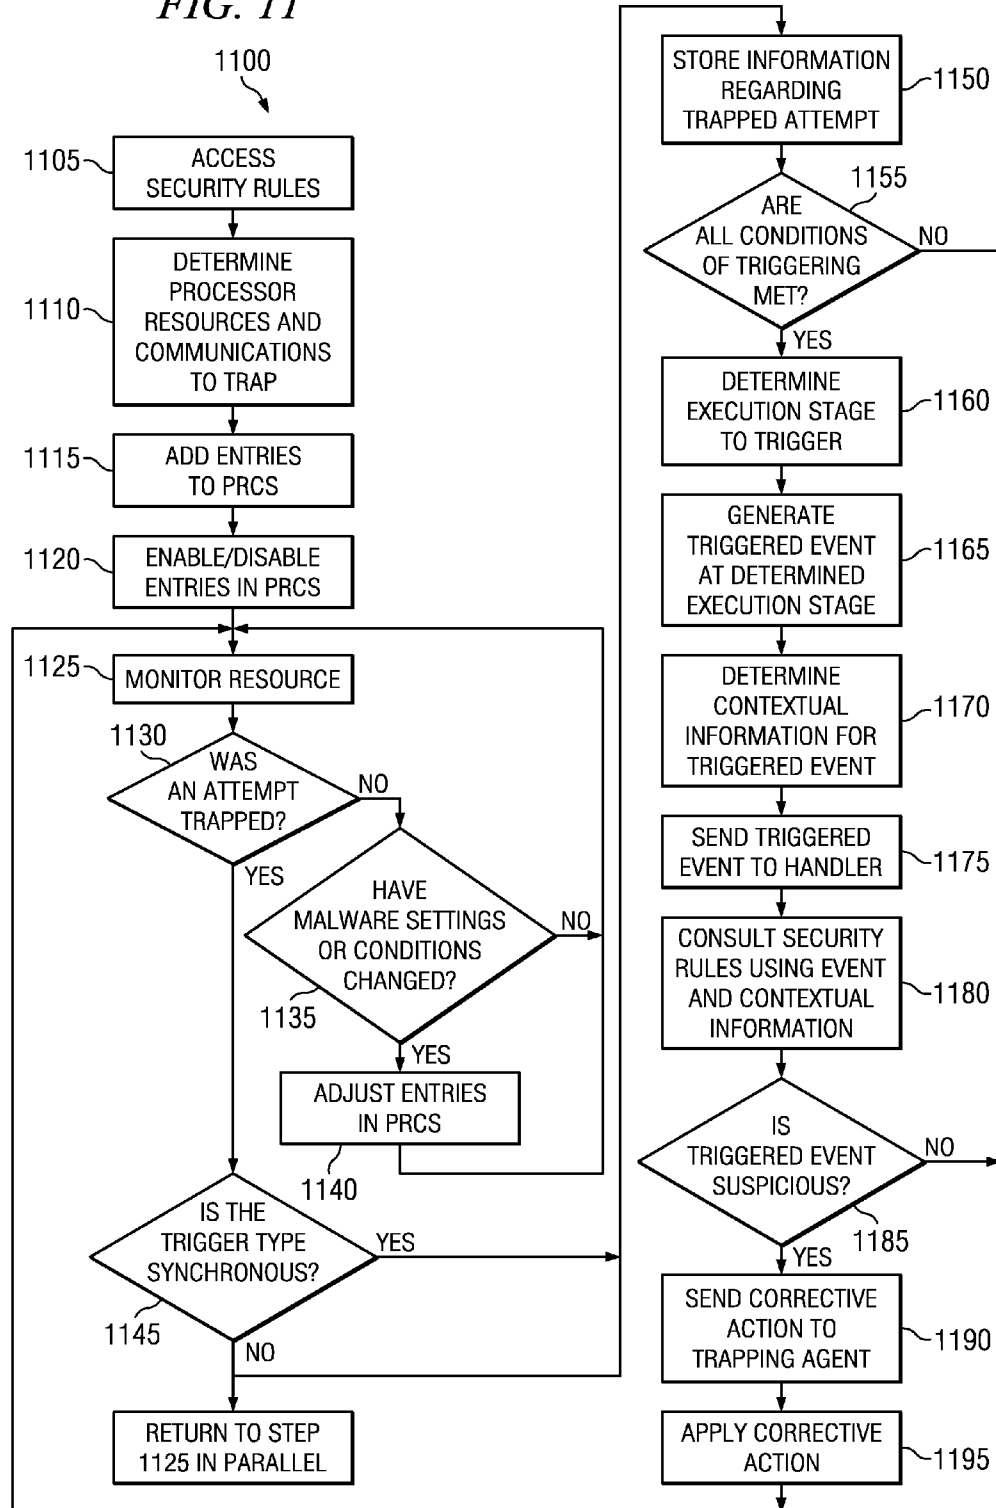 FIG. 11
1100
1105
ACCESS
SECURITY RULES
1110
DETERMINE
PROCESSOR
RESOURCES AND
COMMUNICATIONS
TO TRAP
1115
ADD ENTRIES
TO PRCS
1120
ENABLE/DISABLE
ENTRIES IN PRCS
1125
MONITOR RESOURCE
1130
WAS
AN ATTEMPT
TRAPPED?
NO
YES
HAVE
MALWARE SETTINGS
OR CONDITIONS
CHANGED?
NO
1135
YES
ADJUST ENTRIES
IN PRCS
1140
IS THE
TRIGGER TYPE
SYNCHRONOUS?
YES
1145
NO
RETURN TO STEP
1125 IN PARALLEL
STORE INFORMATION
REGARDING
TRAPPED ATTEMPT
1150
1155
ARE
ALL CONDITIONS
OF TRIGGERING
MET?
NO
YES
DETERMINE
EXECUTION STAGE
TO TRIGGER
1160
GENERATE
TRIGGERED EVENT
AT DETERMINED
EXECUTION STAGE
1165
DETERMINE
CONTEXTUAL
INFORMATION FOR
TRIGGERED EVENT
1170
SEND TRIGGERED
EVENT TO HANDLER
1175
CONSULT SECURITY
RULES USING EVENT
AND CONTEXTUAL
INFORMATION
1180
IS
TRIGGERED EVENT
SUSPICIOUS?
NO
1185
YES
SEND CORRECTIVE
ACTION TO
TRAPPING AGENT
1190
APPLY CORRECTIVE
ACTION
1195